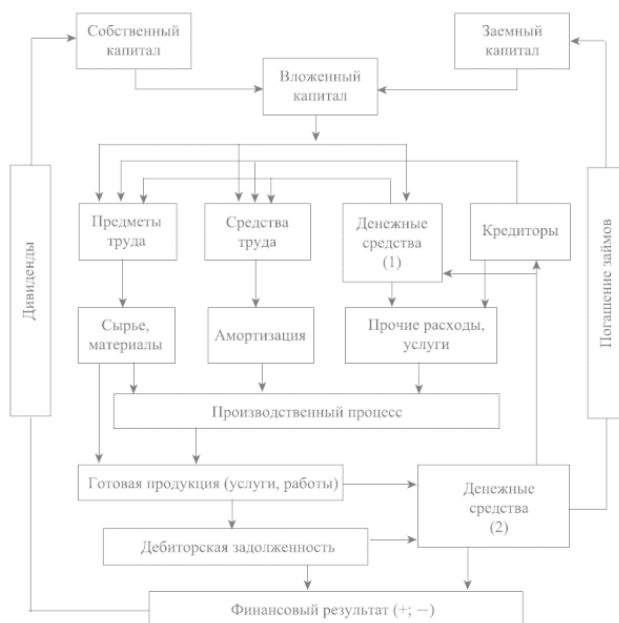 Собственный
капитал
Заемный
капитал
Вложенный
капитал
Дивиденды
Погашение займов
Предметы
труда
Средства
труда
Денежные
средства
(1)
Кредиторы
Сырье,
материалы
Амортизация
Прочие расходы,
услуги
Производственный процесс
Готовая продукция (услуги, работы)
Денежные
средства
(2)
Дебиторская задолженность
Финансовый результат (+; −)